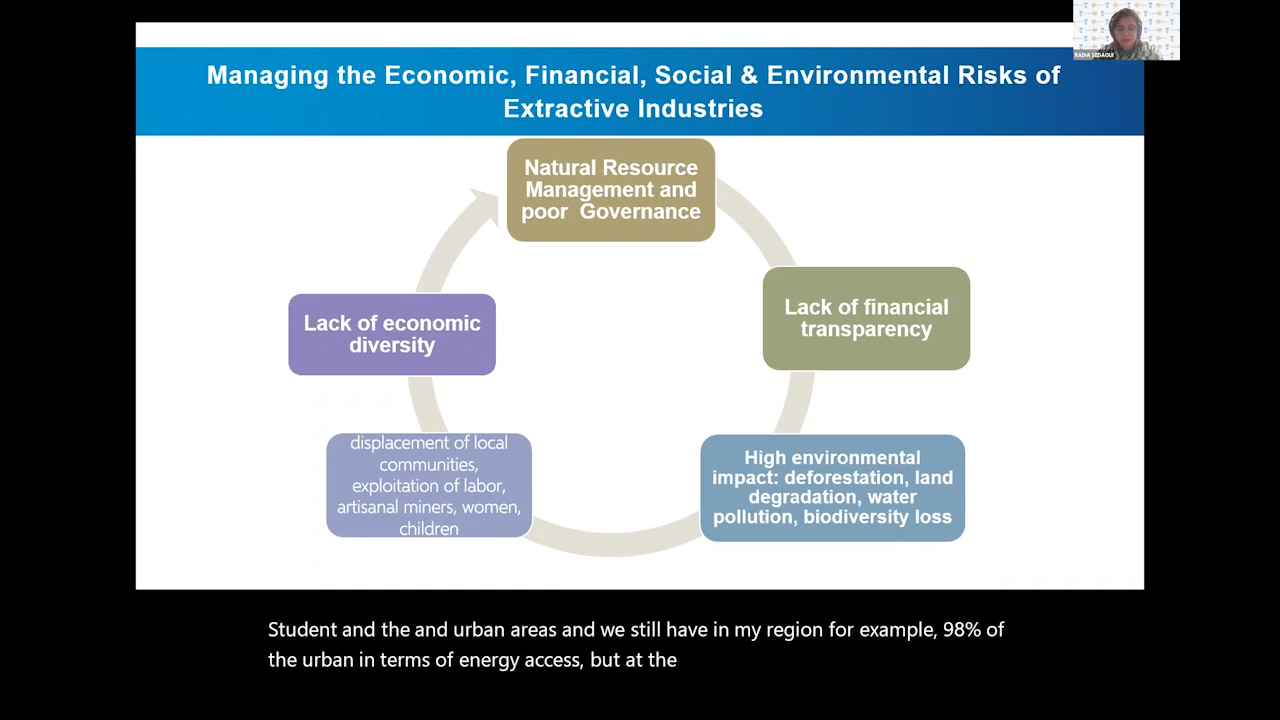 RADIA SEDAOUI
Managing the Economic, Financial, Social & Environmental Risks of
Extractive Industries
Natural Resource
Management and
poor Governance
Lack of financial
transparency
High environmental
impact: deforestation, land
degradation, water
pollution, biodiversity loss
displacement of local
communities,
exploitation of labor,
artisanal miners, women,
children
Lack of economic
diversity
Student and the and urban areas and we still have in my region for example, 98% of
the urban in terms of energy access, but at the